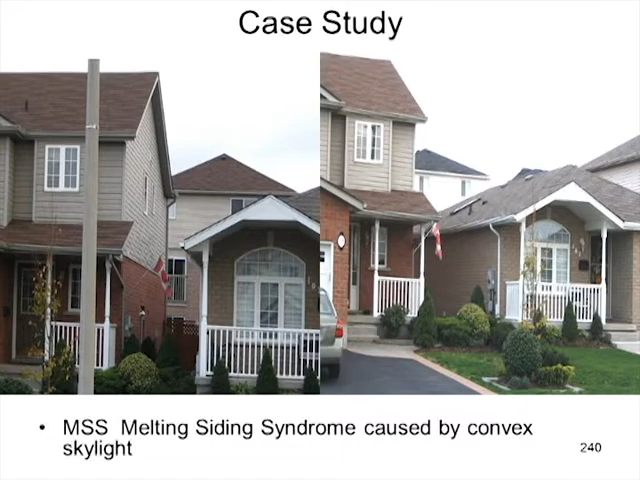 Case Study
• MSS Melting Siding Syndrome caused by convex
skylight
240